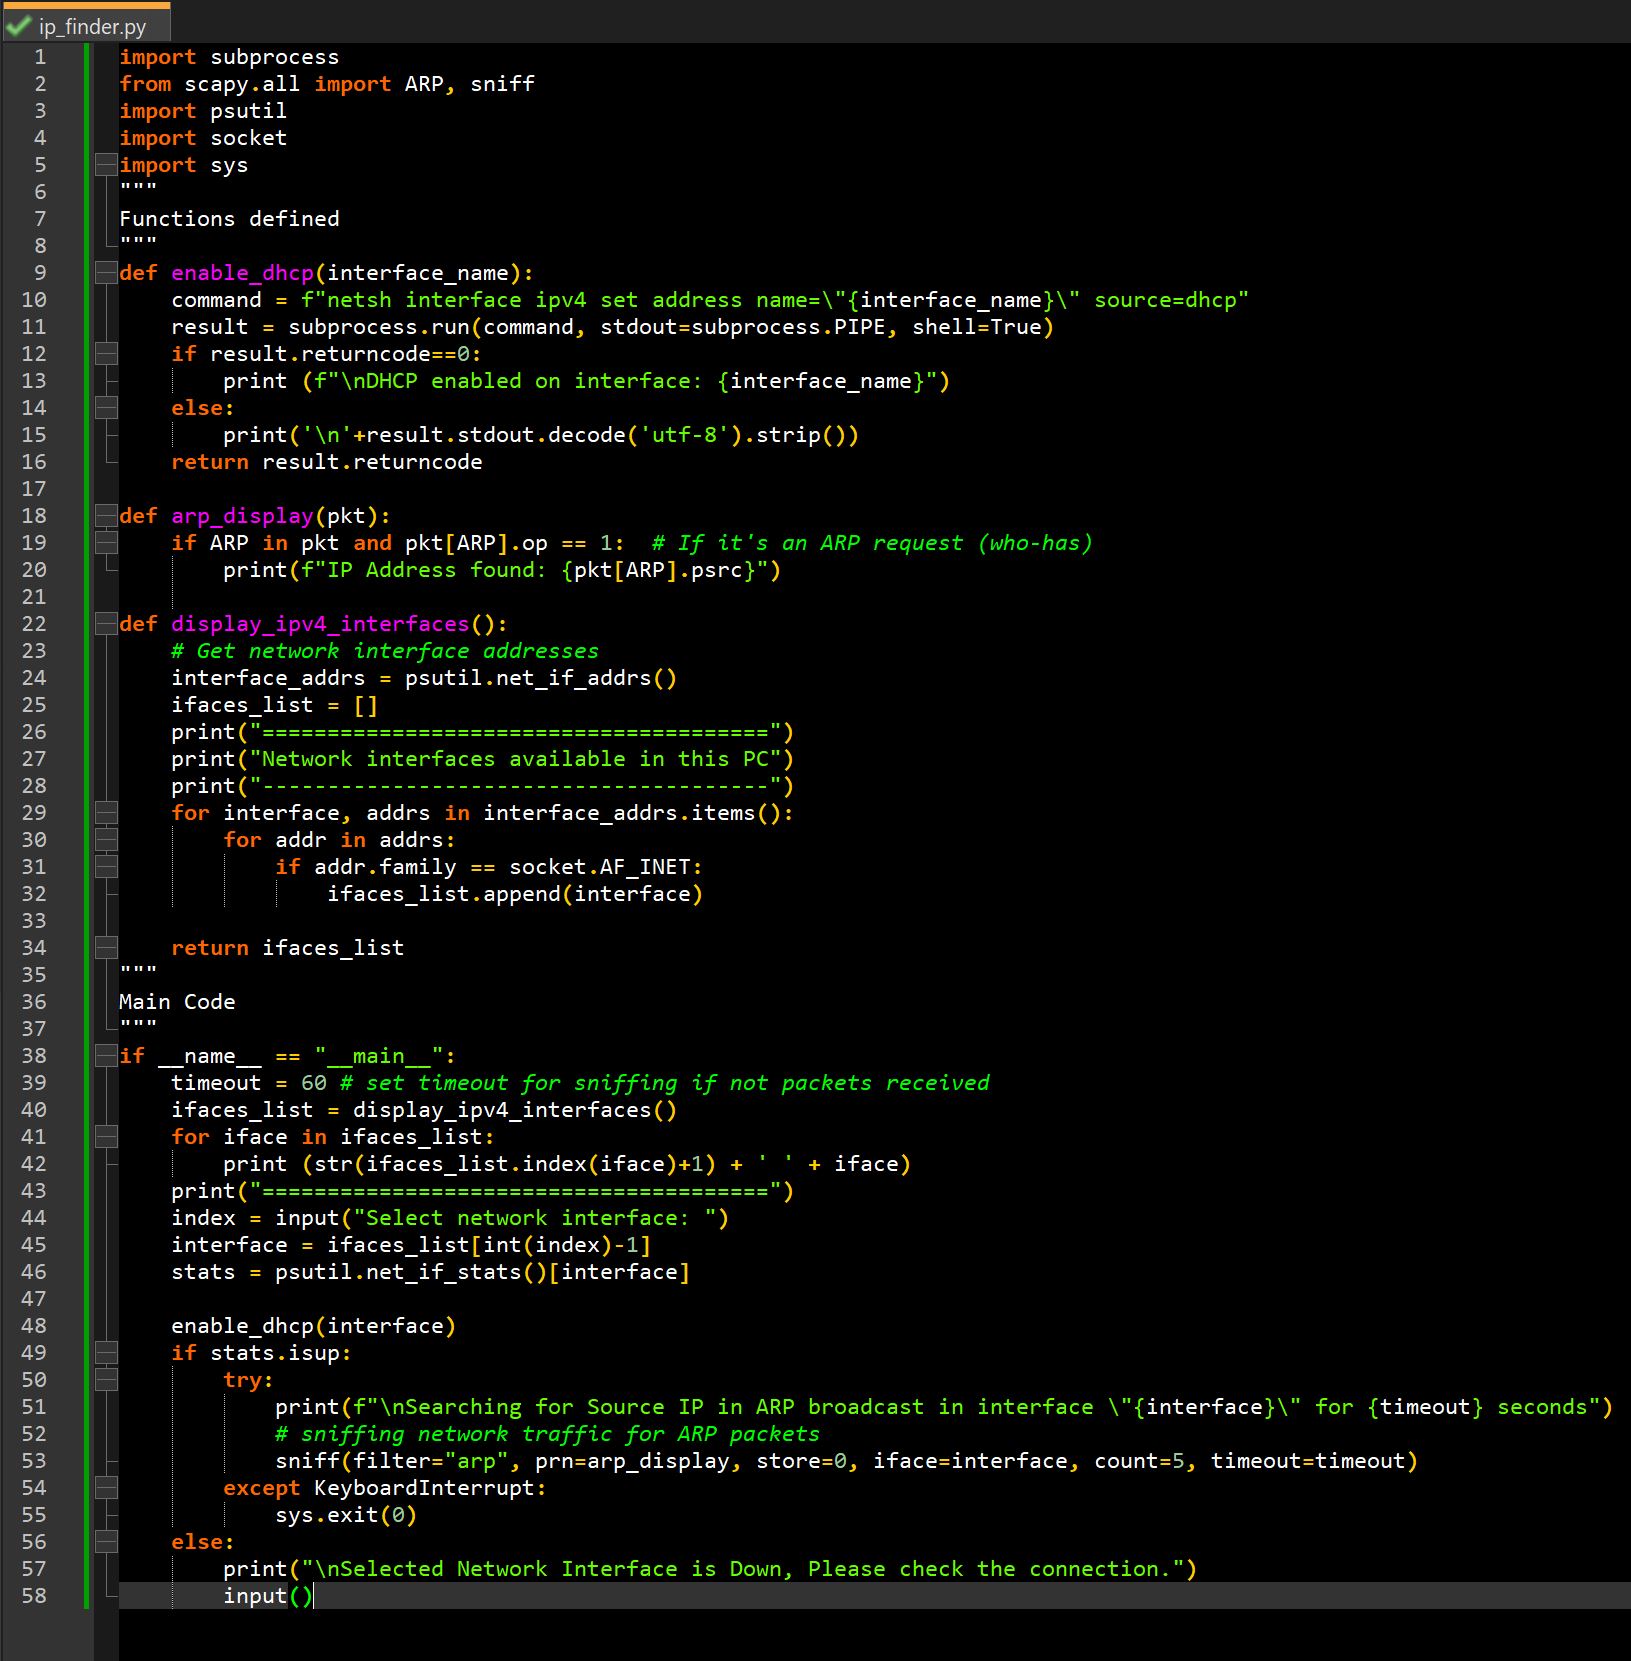 ip_finder.py
1 import subprocess
2 from scapy.all import ARP, sniff
3 import psutil
4 import socket
5 import sys
6 """
7 Functions defined
8 """
9 def enable_dhcp(interface_name):
10     command = f"netsh interface ipv4 set address name=\"{interface_name}\" source=dhcp"
11     result = subprocess.run(command, stdout=subprocess.PIPE, shell=True)
12     if result.returncode==0:
13         print (f"\nDHCP enabled on interface: {interface_name}")
14     else:
15         print('\n'+result.stdout.decode('utf-8').strip())
16     return result.returncode
17
18 def arp_display(pkt):
19     if ARP in pkt and pkt[ARP].op == 1:  # If it's an ARP request (who-has)
20         print(f"IP Address found: {pkt[ARP].psrc}")
21
22 def display_ipv4_interfaces():
23     # Get network interface addresses
24     interface_addrs = psutil.net_if_addrs()
25     ifaces_list = []
26     print("=======================================")
27     print("Network interfaces available in this PC")
28     print("---------------------------------------")
29     for interface, addrs in interface_addrs.items():
30         for addr in addrs:
31             if addr.family == socket.AF_INET:
32                 ifaces_list.append(interface)
33
34     return ifaces_list
35 """
36 Main Code
37 """
38 if __name__ == "__main__":
39     timeout = 60 # set timeout for sniffing if not packets received
40     ifaces_list = display_ipv4_interfaces()
41     for iface in ifaces_list:
42         print (str(ifaces_list.index(iface)+1) + ' ' + iface)
43     print("=======================================")
44     index = input("Select network interface: ")
45     interface = ifaces_list[int(index)-1]
46     stats = psutil.net_if_stats()[interface]
47
48     enable_dhcp(interface)
49     if stats.isup:
50         try:
51             print(f"\nSearching for Source IP in ARP broadcast in interface \"{interface}\" for {timeout} seconds")
52             # sniffing network traffic for ARP packets
53             sniff(filter="arp", prn=arp_display, store=0, iface=interface, count=5, timeout=timeout)
54         except KeyboardInterrupt:
55             sys.exit(0)
56     else:
57         print("\nSelected Network Interface is Down, Please check the connection.")
58         input()